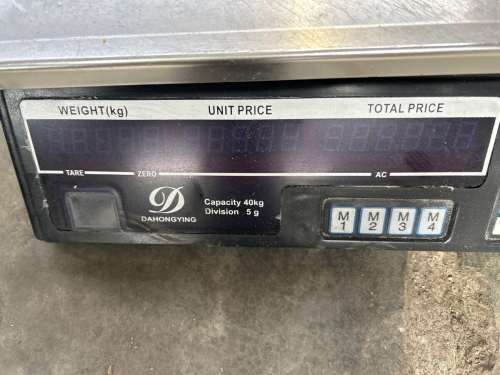 WEIGHT(kg) UNIT PRICE TOTAL PRICE
TARE ZERO AC
D
DAHONGYING
Capacity 40kg
Division 5 g
M M M M
1 2 3 4